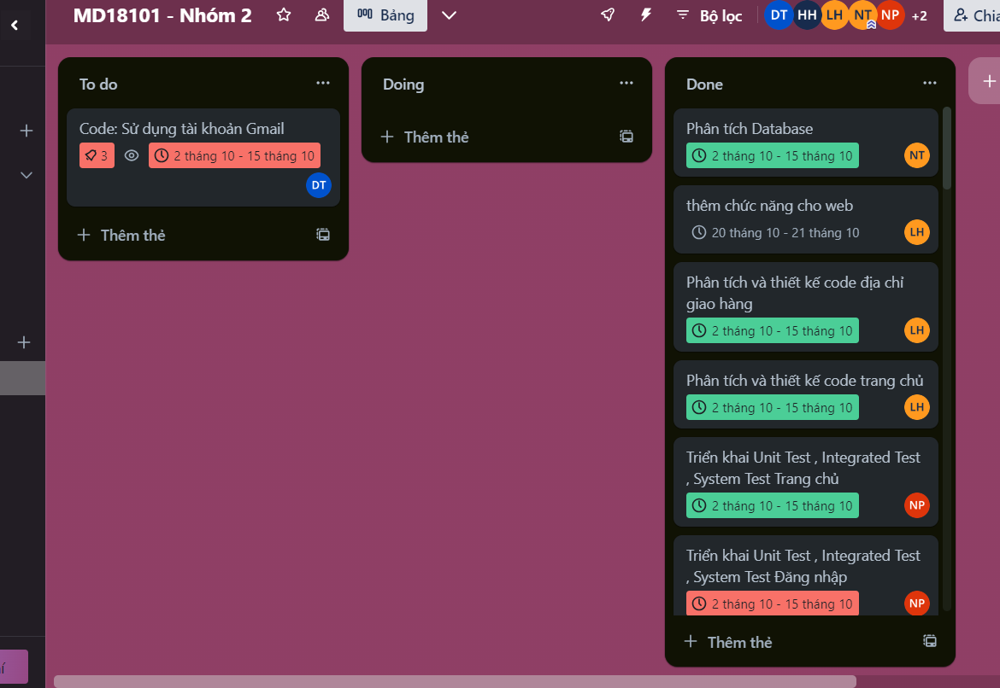 MD18101 - Nhóm 2
Bảng
Bộ lọc
DT
HH
LH
NT
NP
+2
Chia
To do
Code: Sử dụng tài khoản Gmail
3
2 tháng 10 - 15 tháng 10
DT
Thêm thẻ
Doing
Thêm thẻ
Done
Phân tích Database
2 tháng 10 - 15 tháng 10
NT
thêm chức năng cho web
20 tháng 10 - 21 tháng 10
LH
Phân tích và thiết kế code địa chỉ
giao hàng
2 tháng 10 - 15 tháng 10
LH
Phân tích và thiết kế code trang chủ
2 tháng 10 - 15 tháng 10
LH
Triển khai Unit Test , Integrated Test
, System Test Trang chủ
2 tháng 10 - 15 tháng 10
NP
Triển khai Unit Test , Integrated Test
, System Test Đăng nhập
2 tháng 10 - 15 tháng 10
NP
Thêm thẻ